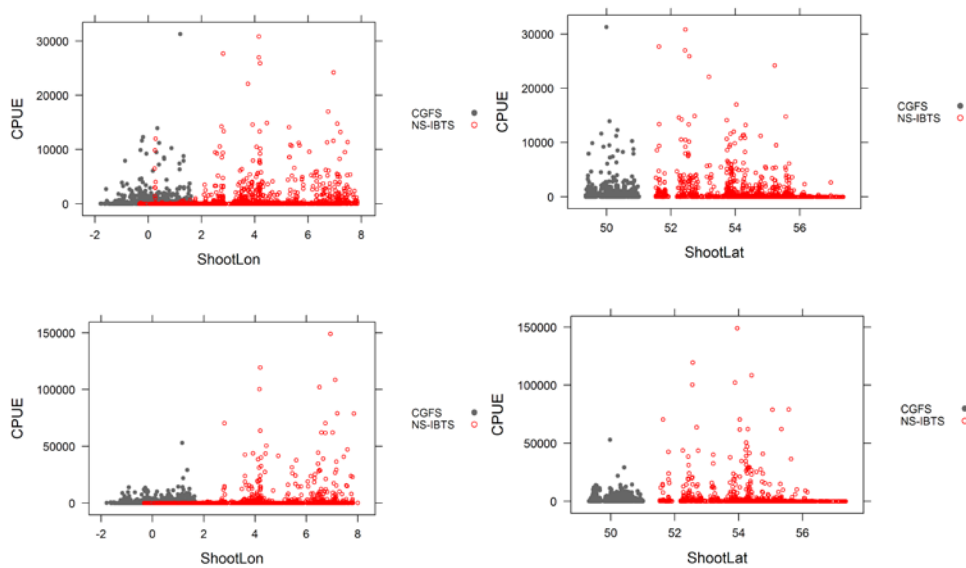 30000
20000
10000
0
CPUE
-2 0 2 4 6 8
ShootLon
CGFS
NS-IBTS
30000
20000
10000
0
CPUE
50 52 54 56
ShootLat
CGFS
NS-IBTS
150000
100000
50000
0
CPUE
-2 0 2 4 6 8
ShootLon
CGFS
NS-IBTS
150000
100000
50000
0
CPUE
50 52 54 56
ShootLat
CGFS
NS-IBTS